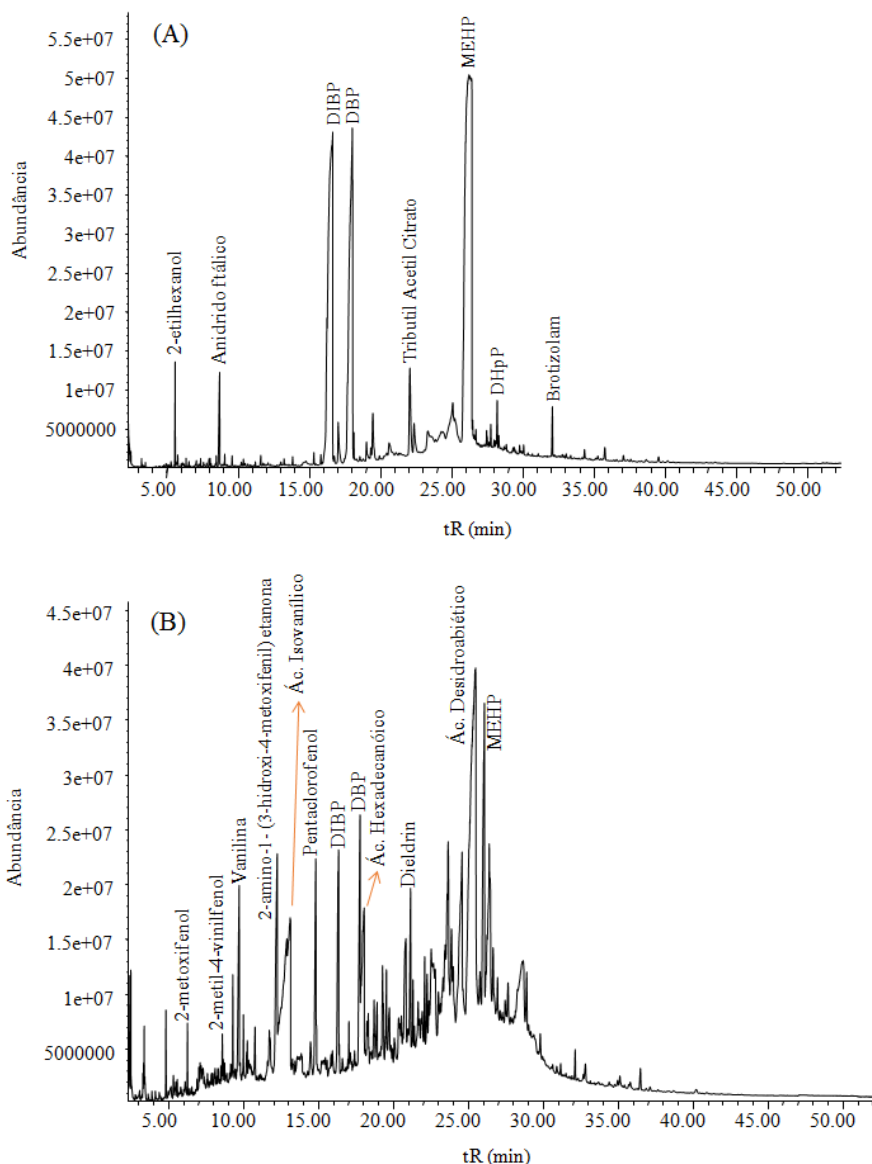 (A)
5.5e+07
5e+07
4.5e+07
4e+07
3.5e+07
3e+07
2.5e+07
2e+07
1.5e+07
1e+07
5000000
Abundância
2-etilhexanol
Anidrido ftálico
DIBP
DBP
Tributil Acetil Citrato
MEHP
DHpP
Brotizolam
5.00 10.00 15.00 20.00 25.00 30.00 35.00 40.00 45.00 50.00
tR (min)
(B)
4.5e+07
4e+07
3.5e+07
3e+07
2.5e+07
2e+07
1.5e+07
1e+07
5000000
Abundância
2-metoxifenol
2-metil-4-vinilfenol
Vanilina
2-amino-1- (3-hidroxi-4-metoxifenil) etanona
Ác. Isovanílico
Pentaclorofenol
DIBP
DBP
Ác. Hexadecanóico
Dieldrin
Ác. Desidroabiético
MEHP
5.00 10.00 15.00 20.00 25.00 30.00 35.00 40.00 45.00 50.00
tR (min)